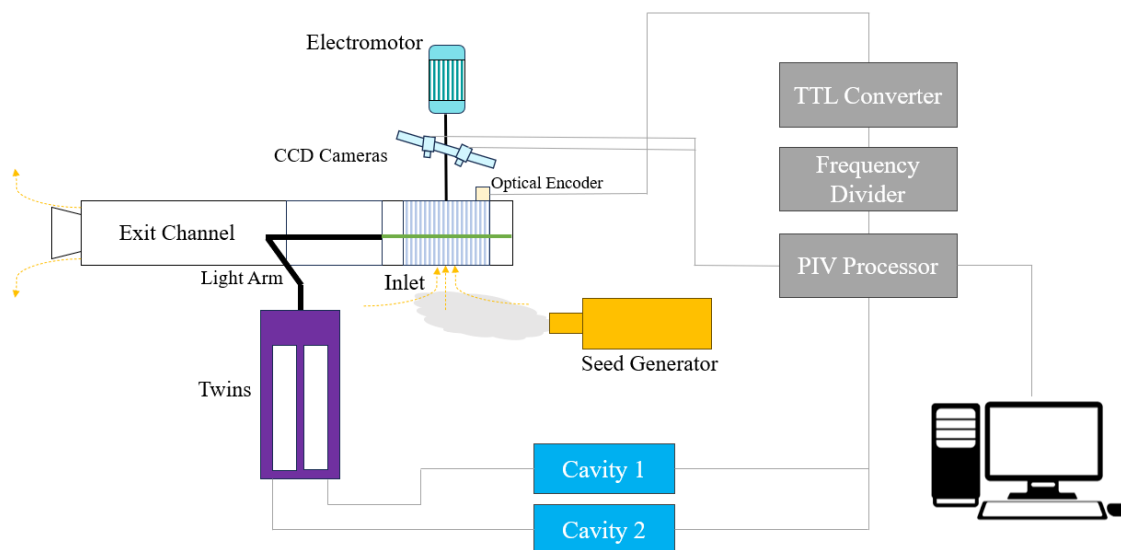 Electromotor
TTL Converter
CCD Cameras
Frequency
Divider
Optical Encoder
Exit Channel
PIV Processor
Light Arm
Inlet
Seed Generator
Twins
Cavity 1
Cavity 2